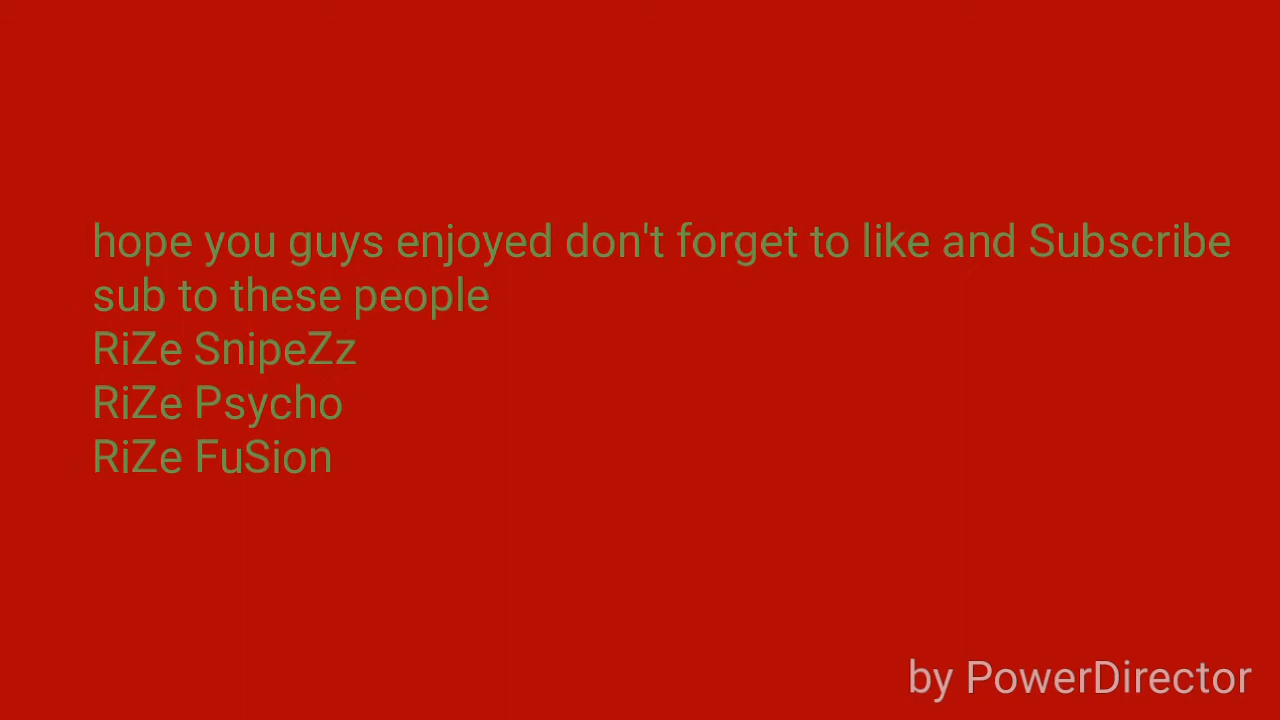 hope you guys enjoyed don't forget to like and Subscribe
sub to these people
RiZe SnipeZz
RiZe Psycho
RiZe FuSion
by PowerDirector